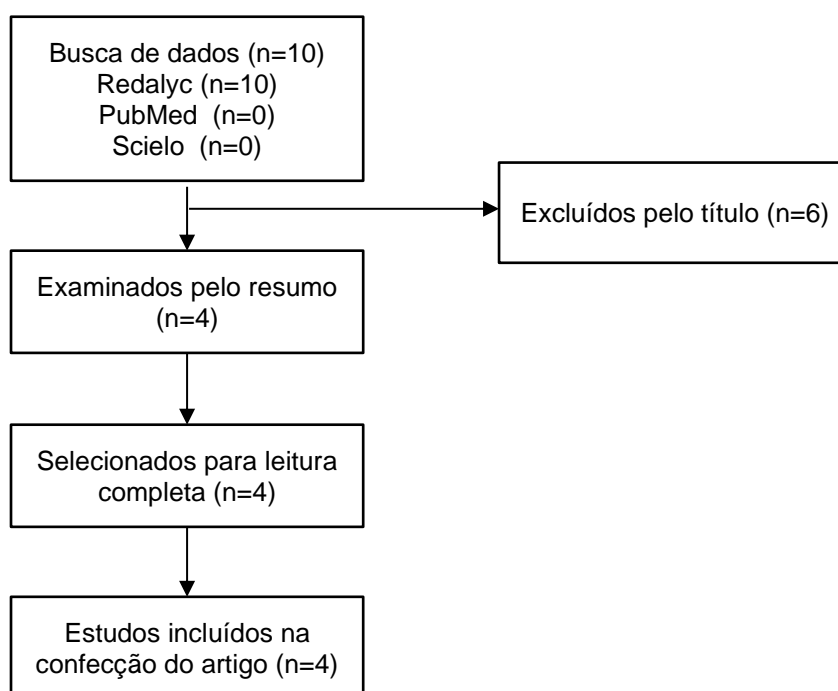 Busca de dados (n=10)
Redalyc (n=10)
PubMed (n=0)
Scielo (n=0)
Excluídos pelo título (n=6)
Examinados pelo resumo
(n=4)
Selecionados para leitura
completa (n=4)
Estudos incluídos na
confecção do artigo (n=4)